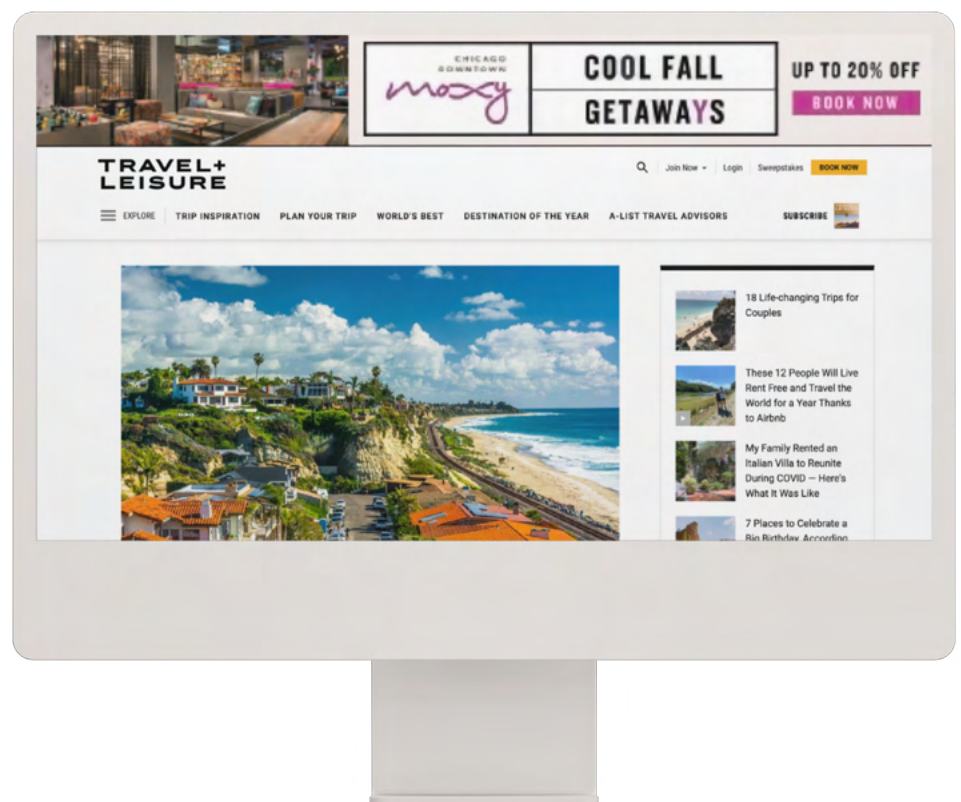 CHICAGO
DOWNTOWN
moxy
COOL FALL
GETAWAYS
UP TO 20% OFF
BOOK NOW
TRAVEL+
LEISURE
Join Now
Login
Sweepstakes
BOOK NOW
EXPLORE
TRIP INSPIRATION
PLAN YOUR TRIP
WORLD'S BEST
DESTINATION OF THE YEAR
A-LIST TRAVEL ADVISORS
SUBSCRIBE
18 Life-changing Trips for
Couples
These 12 People Will Live
Rent Free and Travel the
World for a Year Thanks
to Airbnb
My Family Rented an
Italian Villa to Reunite
During COVID — Here's
What It Was Like
7 Places to Celebrate a
Big Birthday, According